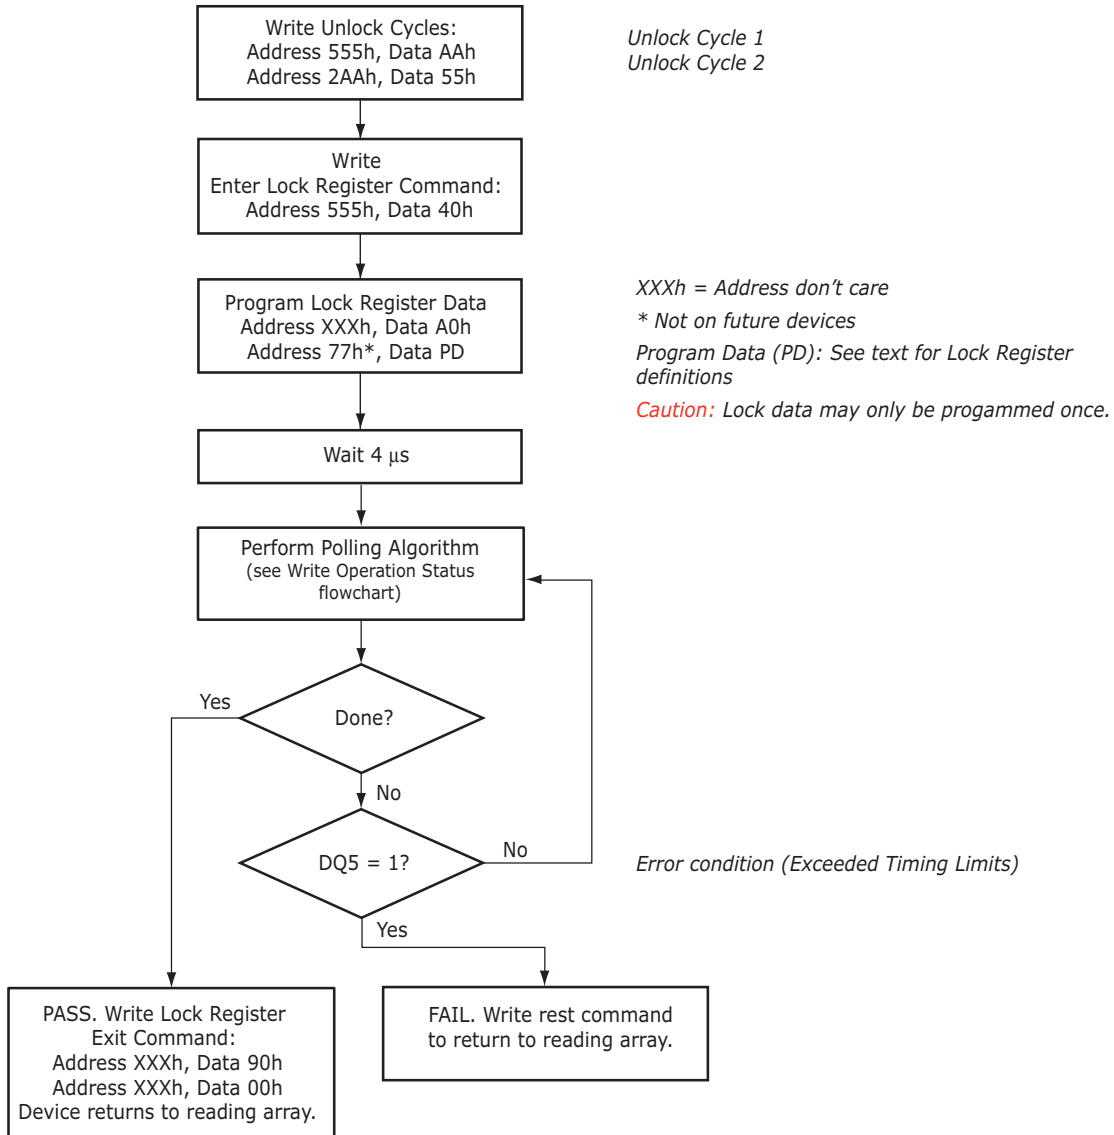 Write Unlock Cycles:
Address 555h, Data AAh
Address 2AAh, Data 55h
Unlock Cycle 1
Unlock Cycle 2
Write
Enter Lock Register Command:
Address 555h, Data 40h
Program Lock Register Data
Address XXXh, Data A0h
Address 77h*, Data PD
XXXh = Address don't care
* Not on future devices
Program Data (PD): See text for Lock Register
definitions
Caution: Lock data may only be progammed once.
Wait 4 μs
Perform Polling Algorithm
(see Write Operation Status
flowchart)
Yes
Done?
No
DQ5 = 1?
No
Error condition (Exceeded Timing Limits)
Yes
PASS. Write Lock Register
Exit Command:
Address XXXh, Data 90h
Address XXXh, Data 00h
Device returns to reading array.
FAIL. Write rest command
to return to reading array.